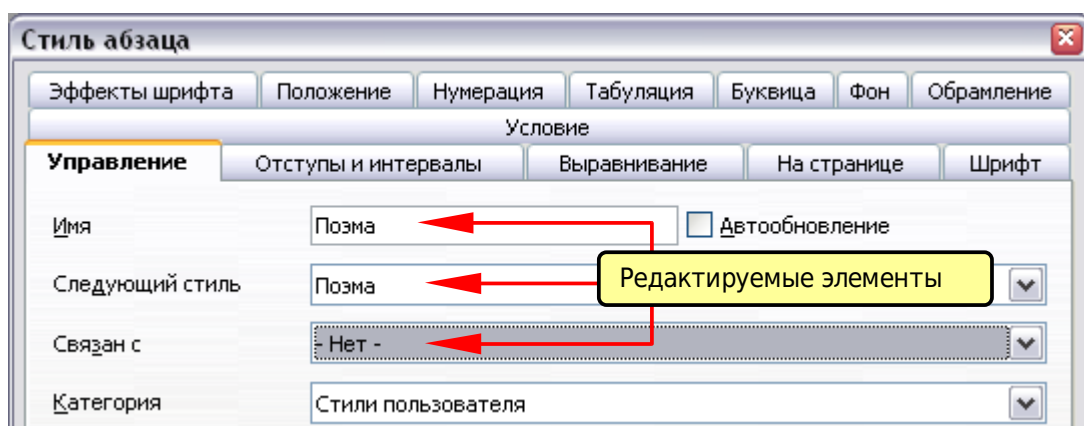 Стиль абзаца
Эффекты шрифта Положение Нумерация Табуляция Буквица Фон Обрамление
Условие
Управление Отступы и интервалы Выравнивание На странице Шрифт
Имя Поэма Автообновление
Следующий стиль Поэма Редактируемые элементы
Связан с - Нет -
Категория Стили пользователя